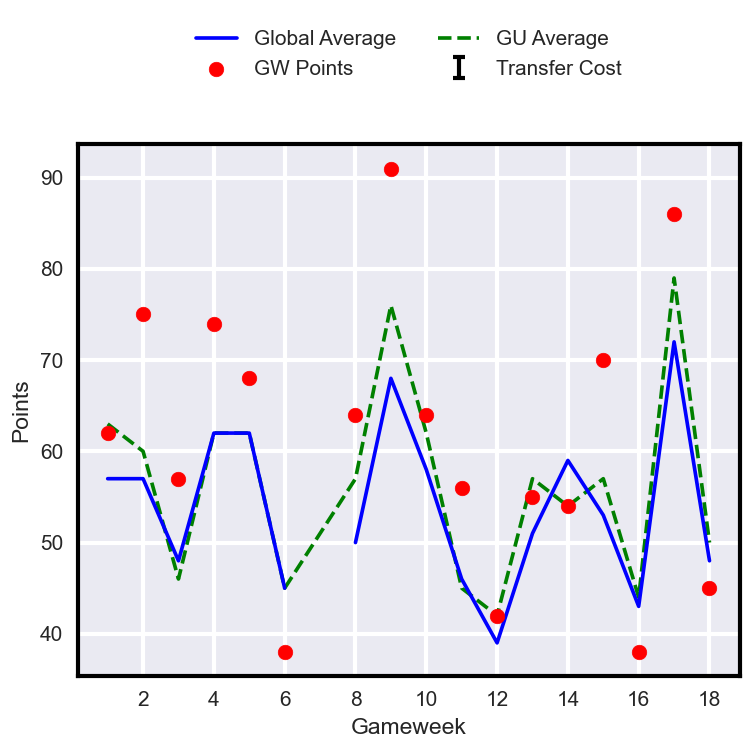 Global Average
GU Average
GW Points
Transfer Cost
Points
90
80
70
60
50
40
2 4 6 8 10 12 14 16 18
Gameweek